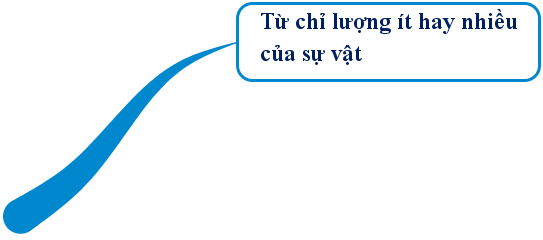 Từ chỉ lượng ít hay nhiều
của sự vật